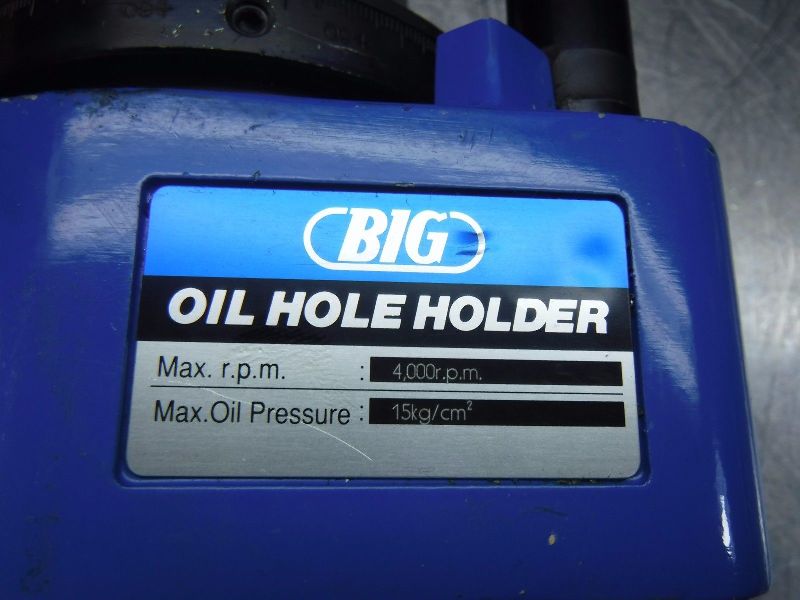 BIG
OIL HOLE HOLDER
Max. r.p.m. : 4,000r.p.m.
Max.Oil Pressure : 15kg/cm²